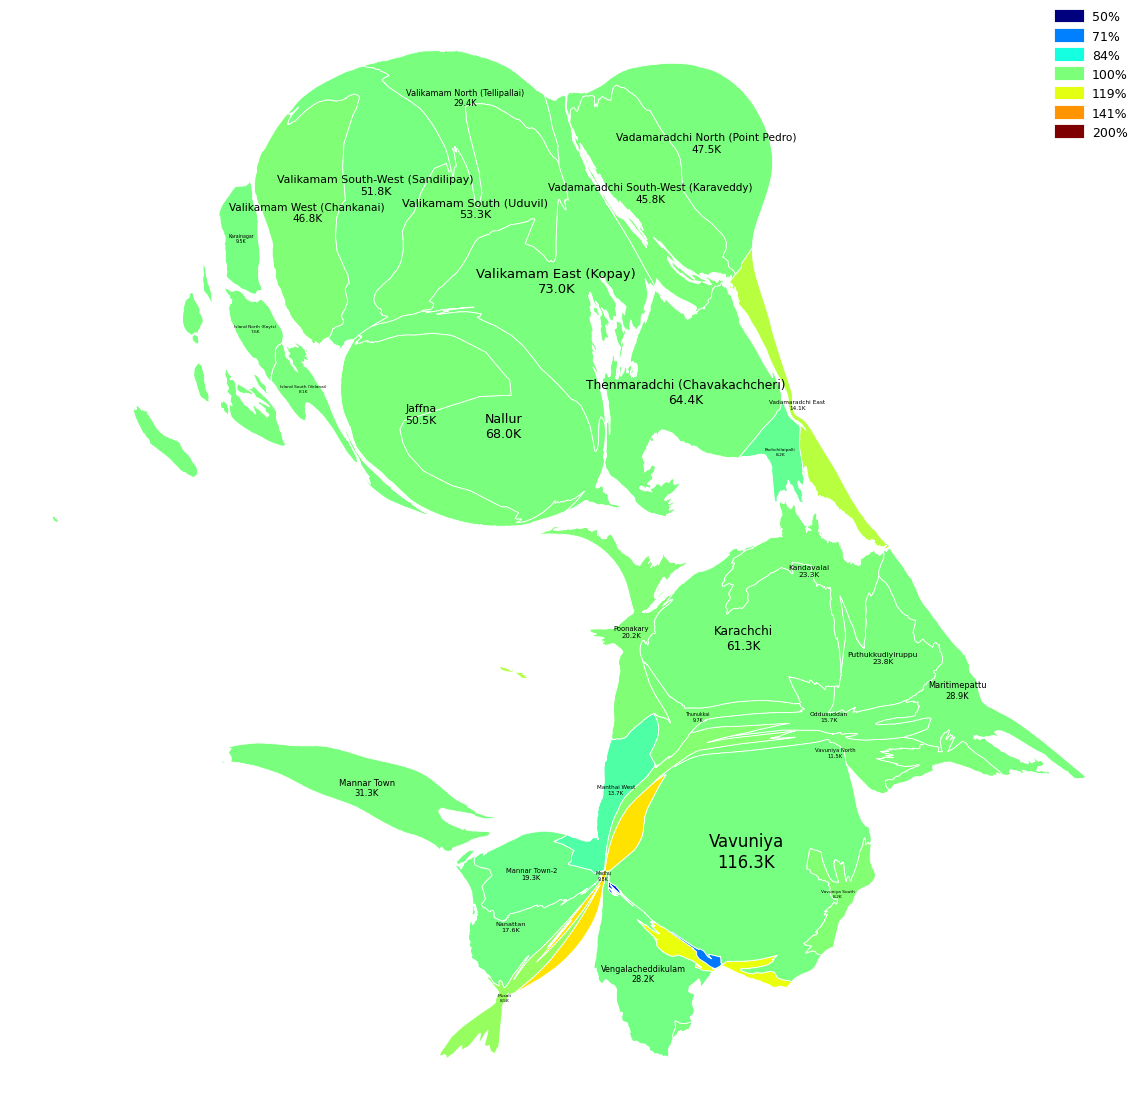 50%
71%
84%
100%
119%
141%
200%
Valikamam North (Tellipallai)
29.4K
Vadamaradchi North (Point Pedro)
47.5K
Valikamam South-West (Sandilipay)
51.8K
Vadamaradchi South-West (Karaveddy)
45.8K
Valikamam West (Chankanai)
46.8K
Valikamam South (Uduvil)
53.3K
Karainagar
9.5K
Valikamam East (Kopay)
73.0K
Island North (Kayts)
Island South (Velanai)
8.1K
Thenmaradchi (Chavakachcheri)
64.4K
Jaffna
50.5K
Nallur
68.0K
Vadamaradchi East
14.1K
Pachchilaipalli
8.2K
Kandavalai
23.3K
Poonakary
20.2K
Karachchi
61.3K
Puthukkudiyiruppu
23.8K
Maritimepattu
28.9K
Thunukkai
9.7K
Oddusuddan
15.7K
Vavuniya North
11.5K
Mannar Town
31.3K
Manthai West
13.7K
Vavuniya
116.3K
Mannar Town-2
19.3K
Madhu
9.8K
Vavuniya South
8.2K
Nanattan
17.6K
Vengalacheddikulam
28.2K
Musali